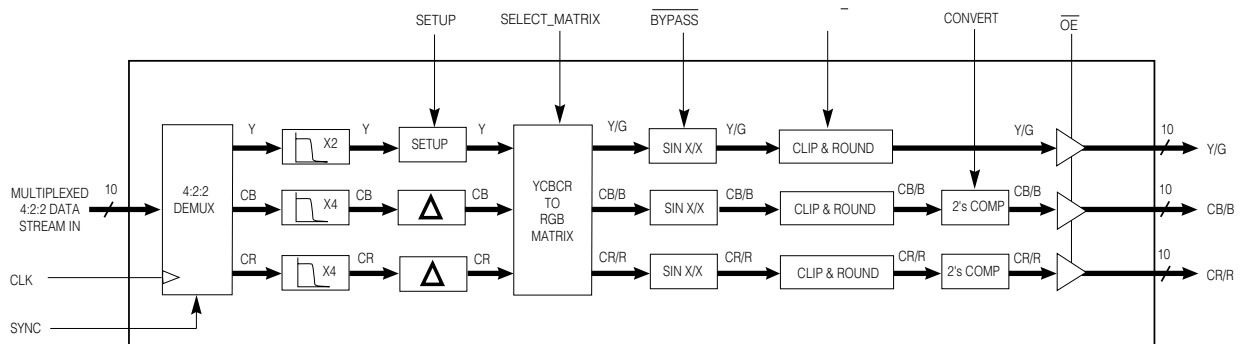 SETUP SELECT_MATRIX BYPASS _ CONVERT OE
Y X2 Y SETUP Y Y/G SIN X/X Y/G CLIP & ROUND Y/G 10 Y/G
MULTIPLEXED
4:2:2 DATA
STREAM IN
10
4:2:2
DEMUX
CB X4 CB Δ CB
YCBCR
TO
RGB
MATRIX
CB/B SIN X/X CB/B CLIP & ROUND CB/B 2's COMP CB/B 10 CB/B
CR X4 CR Δ CR CR/R SIN X/X CR/R CLIP & ROUND CR/R 2's COMP CR/R 10 CR/R
CLK
SYNC